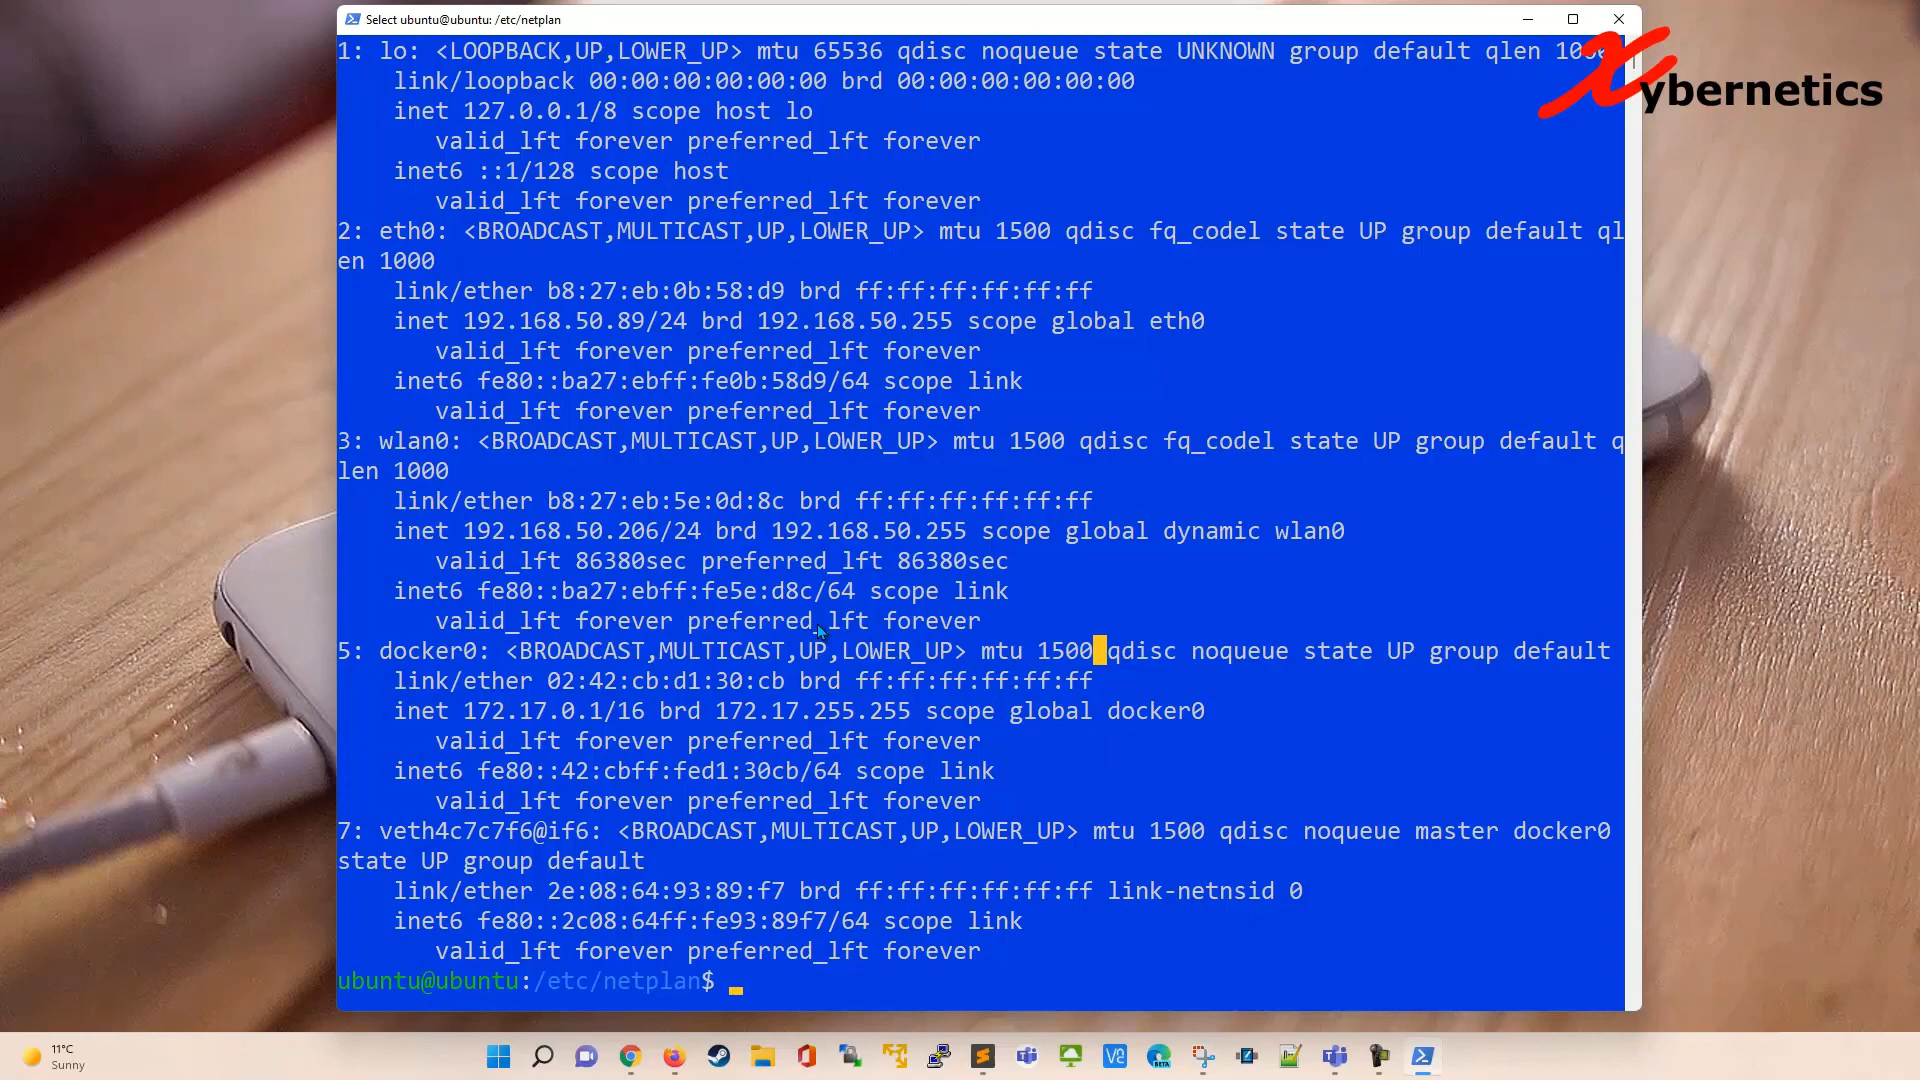 Select ubuntu@ubuntu: /etc/netplan
1: lo: <LOOPBACK,UP,LOWER_UP> mtu 65536 qdisc noqueue state UNKNOWN group default qlen 1000
link/loopback 00:00:00:00:00:00 brd 00:00:00:00:00:00
inet 127.0.0.1/8 scope host lo
valid_lft forever preferred_lft forever
inet6 ::1/128 scope host
valid_lft forever preferred_lft forever
2: eth0: <BROADCAST,MULTICAST,UP,LOWER_UP> mtu 1500 qdisc fq_codel state UP group default ql
en 1000
link/ether b8:27:eb:0b:58:d9 brd ff:ff:ff:ff:ff:ff
inet 192.168.50.89/24 brd 192.168.50.255 scope global eth0
valid_lft forever preferred_lft forever
inet6 fe80::ba27:ebff:fe0b:58d9/64 scope link
valid_lft forever preferred_lft forever
3: wlan0: <BROADCAST,MULTICAST,UP,LOWER_UP> mtu 1500 qdisc fq_codel state UP group default q
len 1000
link/ether b8:27:eb:5e:0d:8c brd ff:ff:ff:ff:ff:ff
inet 192.168.50.206/24 brd 192.168.50.255 scope global dynamic wlan0
valid_lft 86380sec preferred_lft 86380sec
inet6 fe80::ba27:ebff:fe5e:d8c/64 scope link
valid_lft forever preferred_lft forever
5: docker0: <BROADCAST,MULTICAST,UP,LOWER_UP> mtu 1500 qdisc noqueue state UP group default
link/ether 02:42:cb:d1:30:cb brd ff:ff:ff:ff:ff:ff
inet 172.17.0.1/16 brd 172.17.255.255 scope global docker0
valid_lft forever preferred_lft forever
inet6 fe80::42:cbff:fed1:30cb/64 scope link
valid_lft forever preferred_lft forever
7: veth4c7c7f6@if6: <BROADCAST,MULTICAST,UP,LOWER_UP> mtu 1500 qdisc noqueue master docker0
state UP group default
link/ether 2e:08:64:93:89:f7 brd ff:ff:ff:ff:ff:ff link-netnsid 0
inet6 fe80::2c08:64ff:fe93:89f7/64 scope link
valid_lft forever preferred_lft forever
ubuntu@ubuntu:/etc/netplan$
Xybernetics
11°C
Sunny